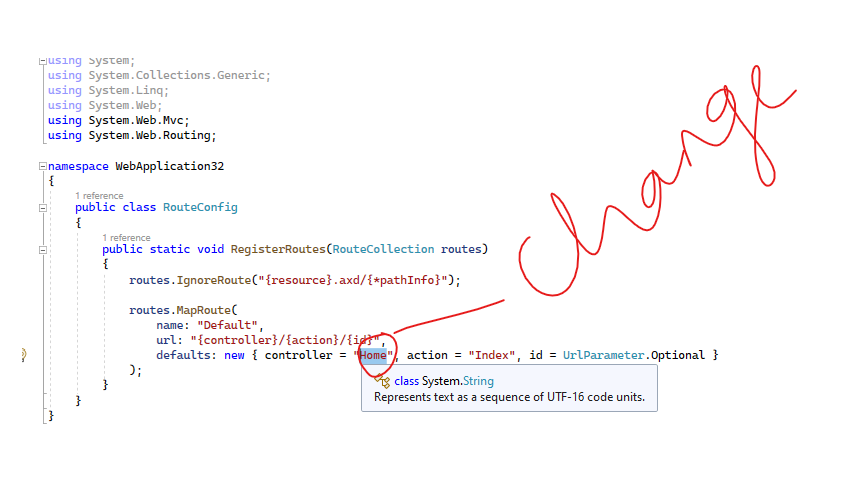 using System;
using System.Collections.Generic;
using System.Linq;
using System.Web;
using System.Web.Mvc;
using System.Web.Routing;
namespace WebApplication32
{
1 reference
public class RouteConfig
{
1 reference
public static void RegisterRoutes(RouteCollection routes)
{
routes.IgnoreRoute("{resource}.axd/{*pathInfo}");
routes.MapRoute(
name: "Default",
url: "{controller}/{action}/{id}",
defaults: new { controller = "Home", action = "Index", id = UrlParameter.Optional }
);
}
}
}
class System.String
Represents text as a sequence of UTF-16 code units.
change